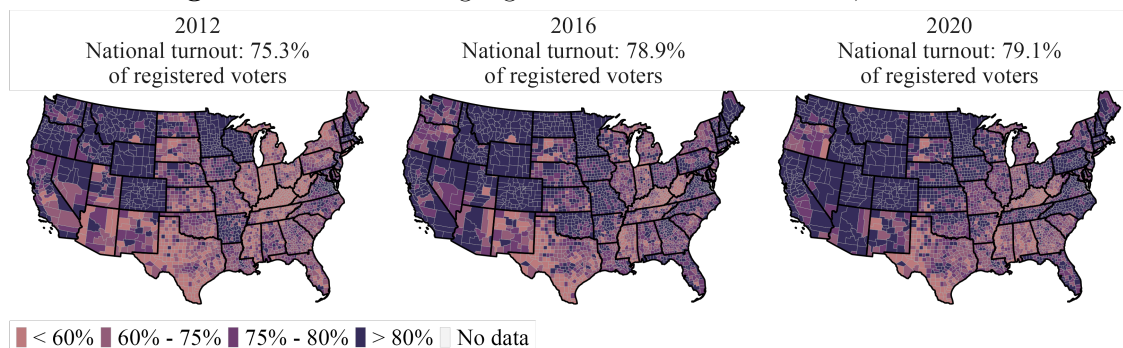 2012
National turnout: 75.3%
of registered voters
2016
National turnout: 78.9%
of registered voters
2020
National turnout: 79.1%
of registered voters
< 60% 60% - 75% 75% - 80% > 80% No data